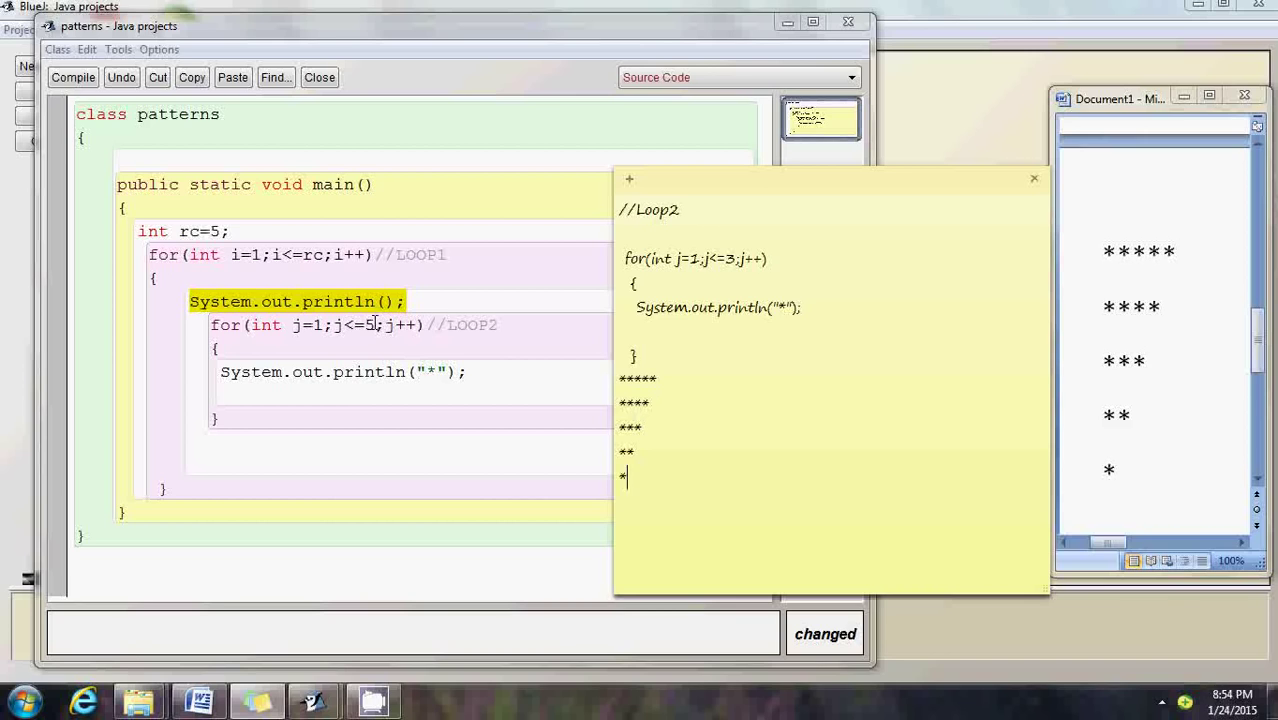 BlueJ: Java projects
Projec
patterns - Java projects
Class Edit Tools Options
Compile Undo Cut Copy Paste Find... Close
Source Code
class patterns
{
public static void main()
{
int rc=5;
for(int i=1;i<=rc;i++)//LOOP1
{
System.out.println();
for(int j=1;j<=5;j++)//LOOP2
{
System.out.println("*");
}
}
}
}
changed
+
×
//Loop2
for(int j=1;j<=3;j++)
{
System.out.println("*");
}
*****
****
***
**
*
Document1 - Mi...
*****
****
***
**
*
100%
8:54 PM
1/24/2015